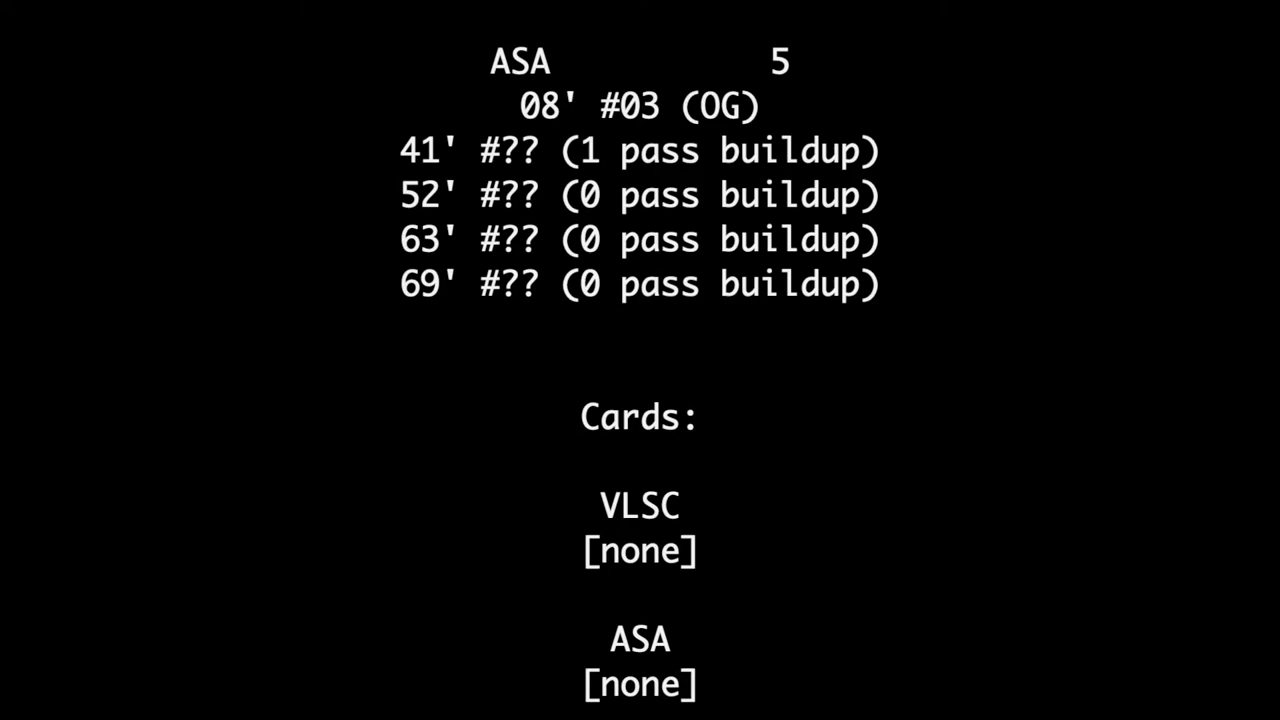 ASA 5
08' #03 (OG)
41' #?? (1 pass buildup)
52' #?? (0 pass buildup)
63' #?? (0 pass buildup)
69' #?? (0 pass buildup)
Cards:
VLSC
[none]
ASA
[none]